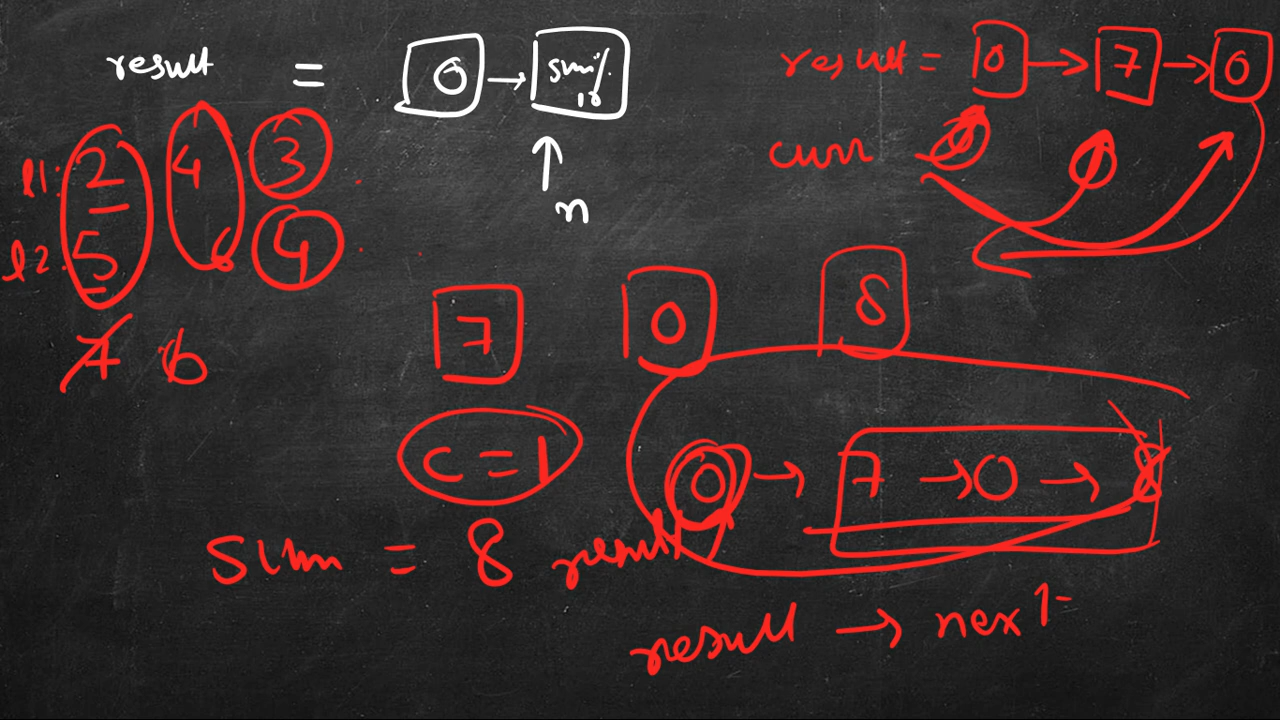 result = 0 → sum% 10
n
result = 0 → 7 → 0
curr
l1: 2 4 3
l2: 5 6 4
7 6
7 0 8
c = 1
0 → 7 → 0 → 8
sum = 8 result
result → next